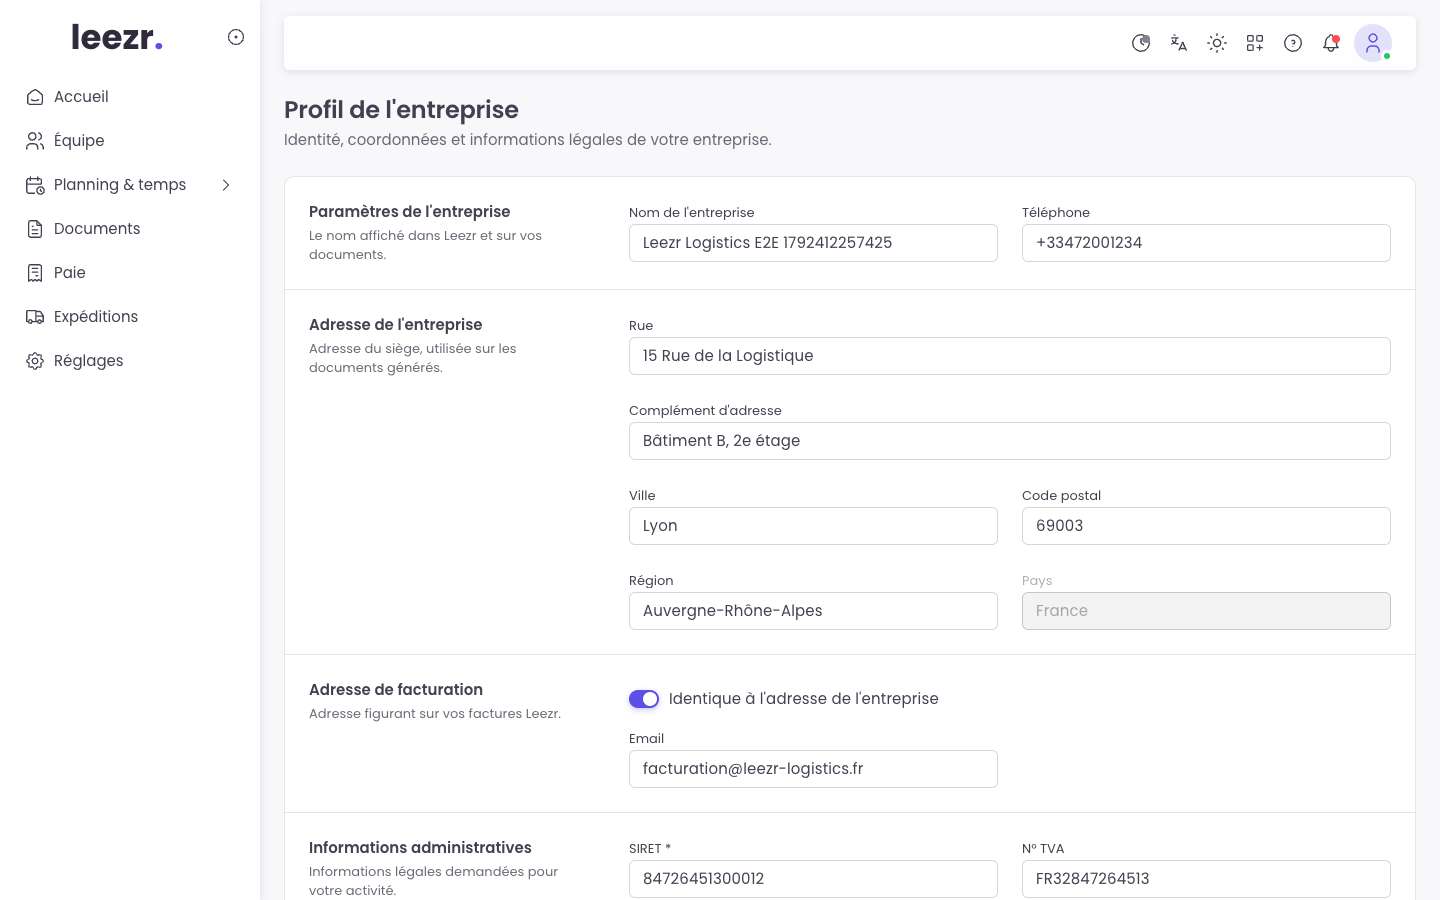 leezr.
Accueil
Équipe
Planning & temps
Documents
Paie
Expéditions
Réglages
Profil de l'entreprise
Identité, coordonnées et informations légales de votre entreprise.
Paramètres de l'entreprise
Le nom affiché dans Leezr et sur vos
documents.
Nom de l'entreprise
Leezr Logistics E2E 1792412257425
Téléphone
+33472001234
Adresse de l'entreprise
Adresse du siège, utilisée sur les
documents générés.
Rue
15 Rue de la Logistique
Complément d'adresse
Bâtiment B, 2e étage
Ville
Lyon
Code postal
69003
Région
Auvergne-Rhône-Alpes
Pays
France
Adresse de facturation
Adresse figurant sur vos factures Leezr.
Identique à l'adresse de l'entreprise
Email
facturation@leezr-logistics.fr
Informations administratives
Informations légales demandées pour
votre activité.
SIRET *
84726451300012
N° TVA
FR32847264513